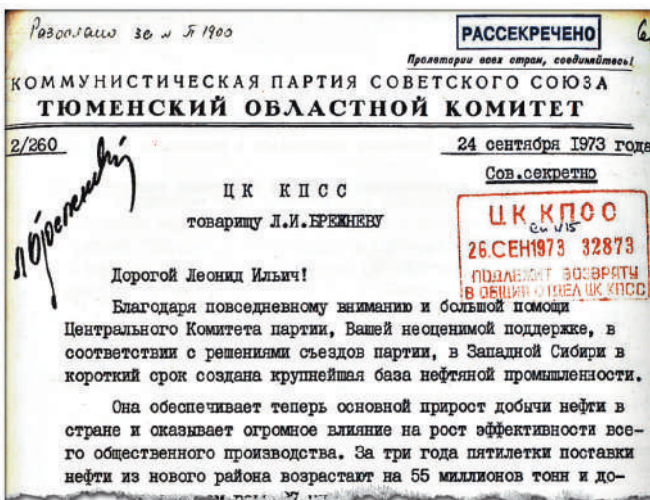 Разослано за № П 1900
РАССЕКРЕЧЕНО
Пролетарии всех стран, соединяйтесь!
КОММУНИСТИЧЕСКАЯ ПАРТИЯ СОВЕТСКОГО СОЮЗА
ТЮМЕНСКИЙ ОБЛАСТНОЙ КОМИТЕТ
2/260
24 сентября 1973 года
Сов.секретно
Л Брежнев
ЦК КПСС
товарищу Л.И.БРЕЖНЕВУ
ЦК КПСС
26.СЕН1973 32873
ПОДЛЕЖИТ ВОЗВРАТУ
В ОБЩИЙ ОТДЕЛ ЦК КПСС
Дорогой Леонид Ильич!
Благодаря повседневному вниманию и большой помощи
Центрального Комитета партии, Вашей неоценимой поддержке, в
соответствии с решениями съездов партии, в Западной Сибири в
короткий срок создана крупнейшая база нефтяной промышленности.
Она обеспечивает теперь основной прирост добычи нефти в
стране и оказывает огромное влияние на рост эффективности все-
го общественного производства. За три года пятилетки поставки
нефти из нового района возрастают на 55 миллионов тонн и до-